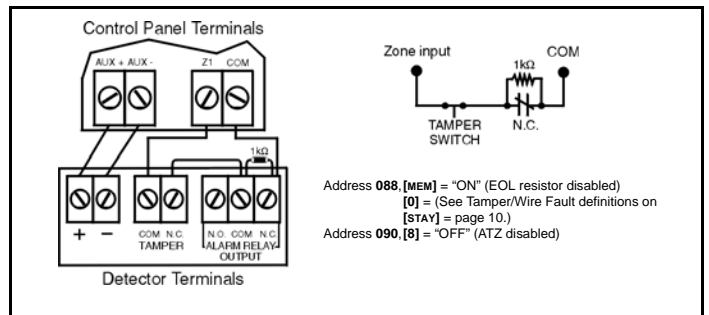 Control Panel Terminals
AUX + AUX - Z1 COM
1kΩ
+ - COM N.C. N.O. COM N.C.
TAMPER ALARM RELAY
OUTPUT
Detector Terminals
Zone input COM
1kΩ
TAMPER N.C.
SWITCH
Address 088, [MEM] = “ON” (EOL resistor disabled)
[0] = (See Tamper/Wire Fault definitions on
[STAY] = page 10.)
Address 090, [8] = “OFF” (ATZ disabled)